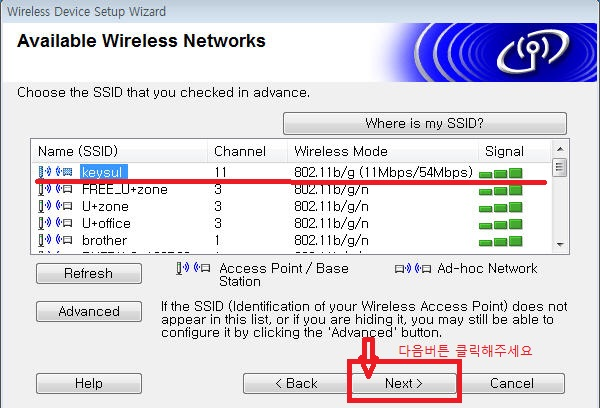 Wireless Device Setup Wizard
Available Wireless Networks
Choose the SSID that you checked in advance.
Where is my SSID?
Name (SSID) Channel Wireless Mode Signal
keysul 11 802.11b/g (11Mbps/54Mbps)
FREE_U+zone 3 802.11b/g/n
U+zone 3 802.11b/g/n
U+office 3 802.11b/g/n
brother 1 802.11b/g/n
Refresh
Access Point / Base
Station
Ad-hoc Network
Advanced
If the SSID (Identification of your Wireless Access Point) does not
appear in this list, or if you are hiding it, you may still be able to
configure it by clicking the 'Advanced' button.
다음버튼 클릭해주세요
Help
< Back
Next >
Cancel